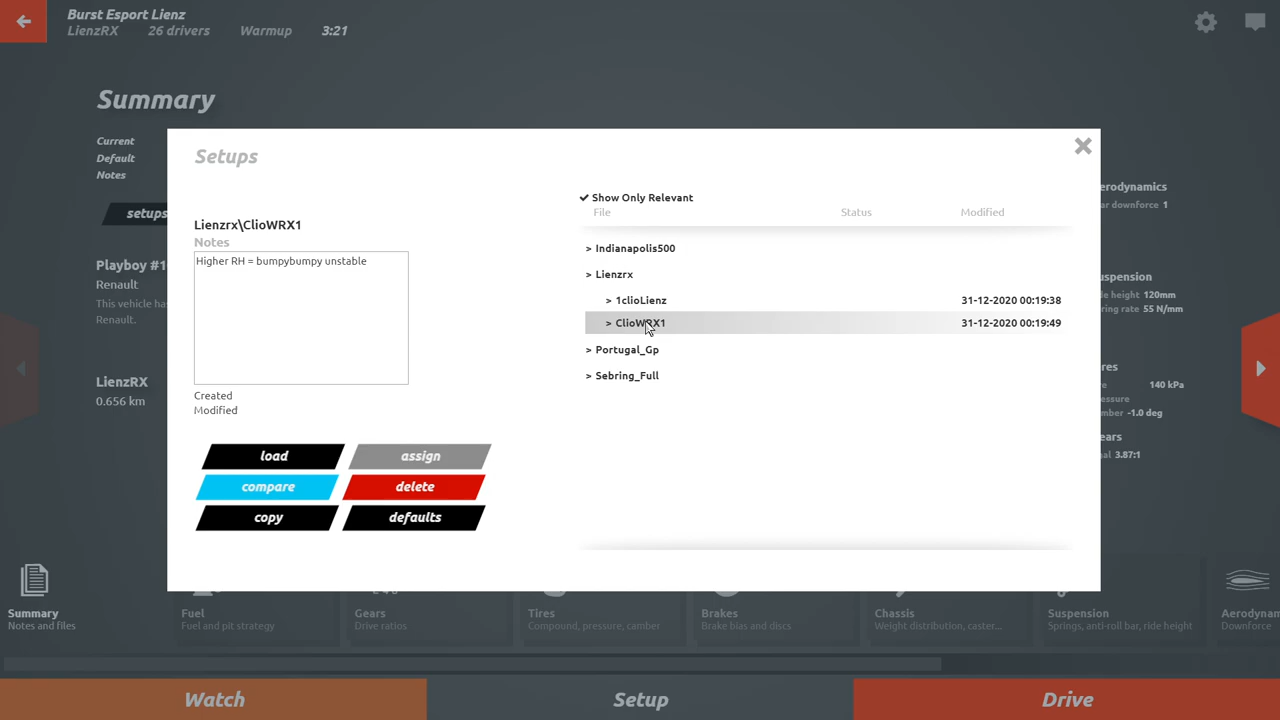 Burst Esport Lienz
LienzRX 26 drivers Warmup 3:21
Summary
Current
Default
Notes
setups
Playboy #1
Renault
This vehicle has
Renault.
LienzRX
0.656 km
Setups
Lienzrx\ClioWRX1
Notes
Higher RH = bumpybumpy unstable
Created
Modified
load assign
compare delete
copy defaults
Show Only Relevant
File Status Modified
> Indianapolis500
> Lienzrx
> 1clioLienz 31-12-2020 00:19:38
> ClioWRX1 31-12-2020 00:19:49
> Portugal_Gp
> Sebring_Full
erodynamics
ar downforce 1
uspension
le height 120mm
ring rate 55 N/mm
res
140 kPa
essure
mber -1.0 deg
ears
al 3.87:1
Summary
Notes and files
Fuel
Fuel and pit strategy
Gears
Drive ratios
Tires
Compound, pressure, camber
Brakes
Brake bias and discs
Chassis
Weight distribution, caster...
Suspension
Springs, anti-roll bar, ride height
Aerodynam
Downforce
Watch Setup Drive